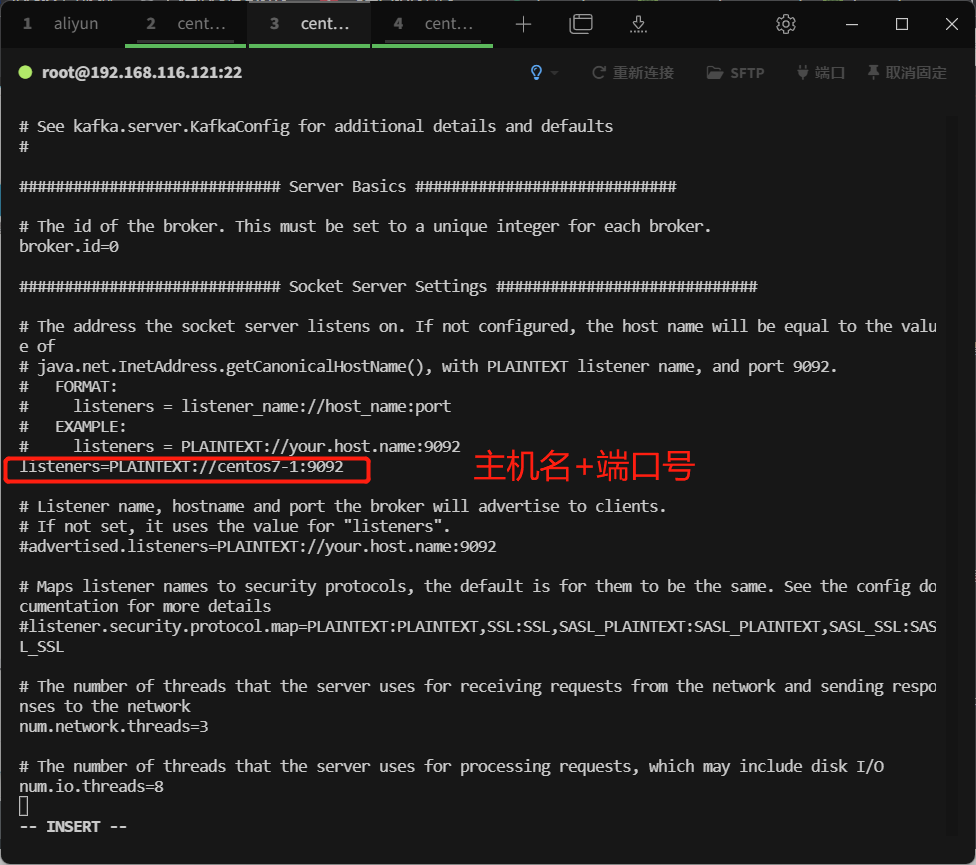 1 aliyun 2 cent... 3 cent... 4 cent...
root@192.168.116.121:22 重新连接 SFTP 端口 取消固定
# See kafka.server.KafkaConfig for additional details and defaults
#
############################# Server Basics #############################
# The id of the broker. This must be set to a unique integer for each broker.
broker.id=0
############################# Socket Server Settings #############################
# The address the socket server listens on. If not configured, the host name will be equal to the valu
e of
# java.net.InetAddress.getCanonicalHostName(), with PLAINTEXT listener name, and port 9092.
#   FORMAT:
#     listeners = listener_name://host_name:port
#   EXAMPLE:
#     listeners = PLAINTEXT://your.host.name:9092
listeners=PLAINTEXT://centos7-1:9092 主机名+端口号
# Listener name, hostname and port the broker will advertise to clients.
# If not set, it uses the value for "listeners".
#advertised.listeners=PLAINTEXT://your.host.name:9092
# Maps listener names to security protocols, the default is for them to be the same. See the config do
cumentation for more details
#listener.security.protocol.map=PLAINTEXT:PLAINTEXT,SSL:SSL,SASL_PLAINTEXT:SASL_PLAINTEXT,SASL_SSL:SAS
L_SSL
# The number of threads that the server uses for receiving requests from the network and sending respo
nses to the network
num.network.threads=3
# The number of threads that the server uses for processing requests, which may include disk I/O
num.io.threads=8
-- INSERT --